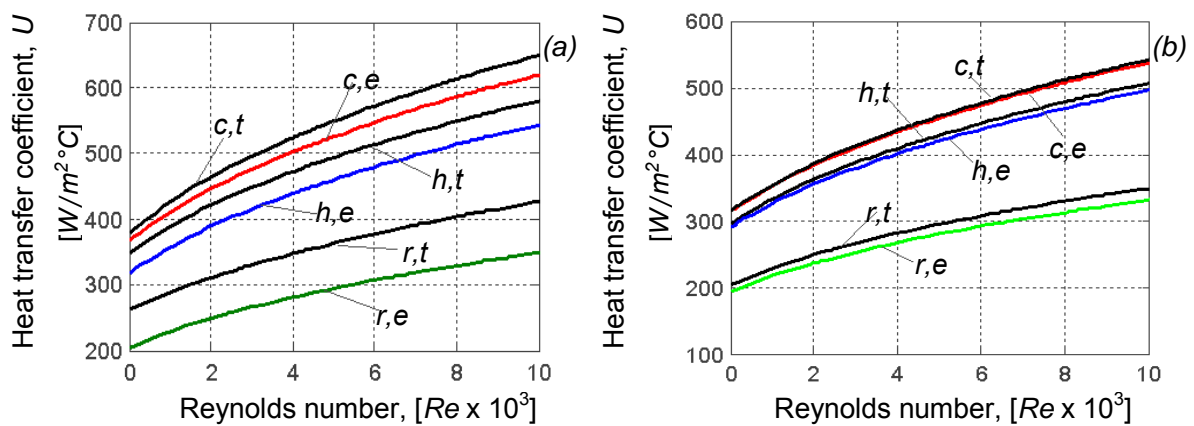 Heat transfer coefficient, U
[W/m² °C]
700
600
500
400
300
200
(a)
c,e
c,t
h,t
h,e
r,t
r,e
0 2 4 6 8 10
Reynolds number, [Re x 10³]
Heat transfer coefficient, U
[W/m² °C]
600
500
400
300
200
100
(b)
c,t
h,t
c,e
h,e
r,t
r,e
0 2 4 6 8 10
Reynolds number, [Re x 10³]